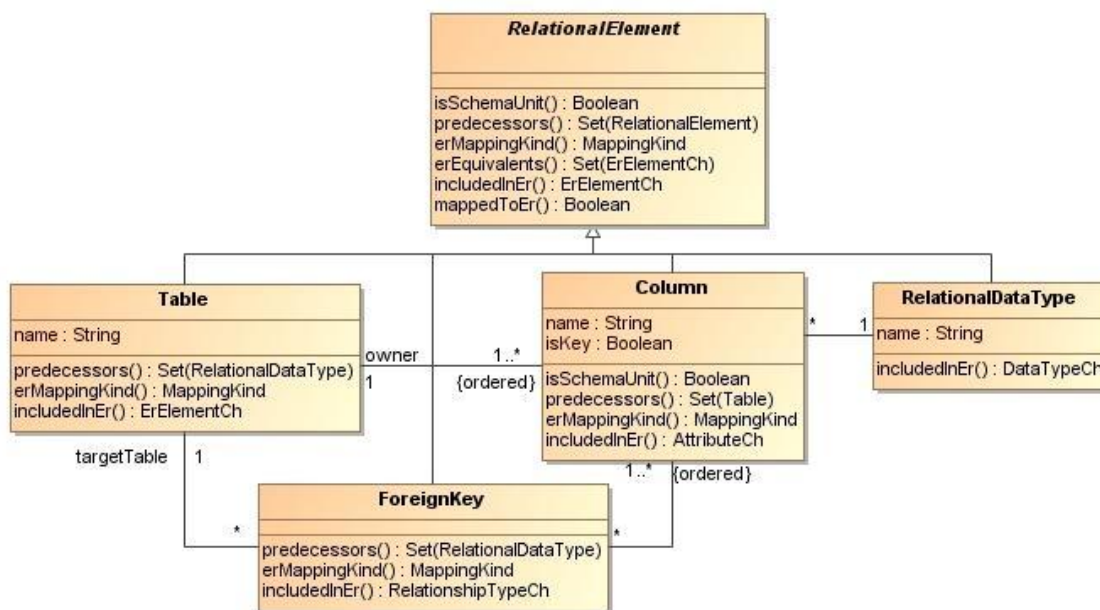 RelationalElement
isSchemaUnit() : Boolean
predecessors() : Set(RelationalElement)
erMappingKind() : MappingKind
erEquivalents() : Set(ErElementCh)
includedInEr() : ErElementCh
mappedToEr() : Boolean
Table
name : String
predecessors() : Set(RelationalDataType)
erMappingKind() : MappingKind
includedInEr() : ErElementCh
owner
1
1..*
{ordered}
Column
name : String
isKey : Boolean
isSchemaUnit() : Boolean
predecessors() : Set(Table)
erMappingKind() : MappingKind
includedInEr() : AttributeCh
*
1
RelationalDataType
name : String
includedInEr() : DataTypeCh
targetTable
1
*
1..*
{ordered}
*
ForeignKey
predecessors() : Set(RelationalDataType)
erMappingKind() : MappingKind
includedInEr() : RelationshipTypeCh